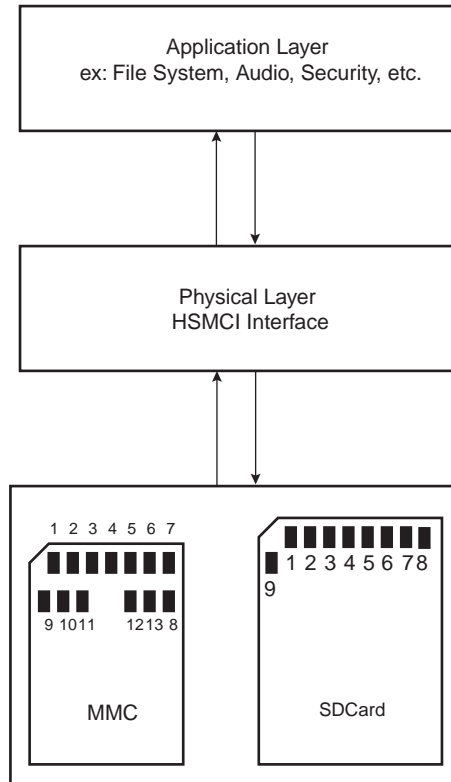 Application Layer
ex: File System, Audio, Security, etc.
Physical Layer
HSMCI Interface
1 2 3 4 5 6 7
9 10 11 12 13 8
MMC
1 2 3 4 5 6 7 8
9
SDCard